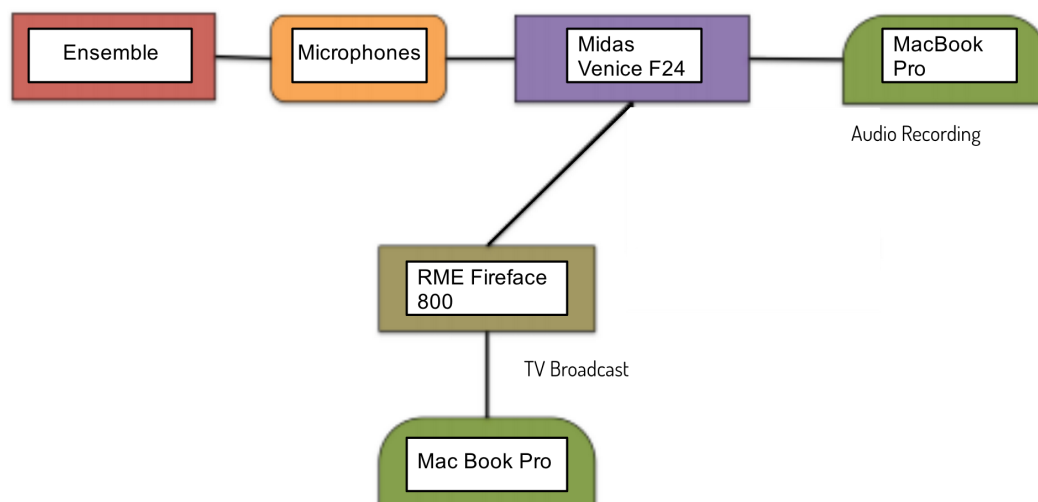 Ensemble
Microphones
Midas
Venice F24
MacBook
Pro
Audio Recording
RME Fireface
800
TV Broadcast
Mac Book Pro